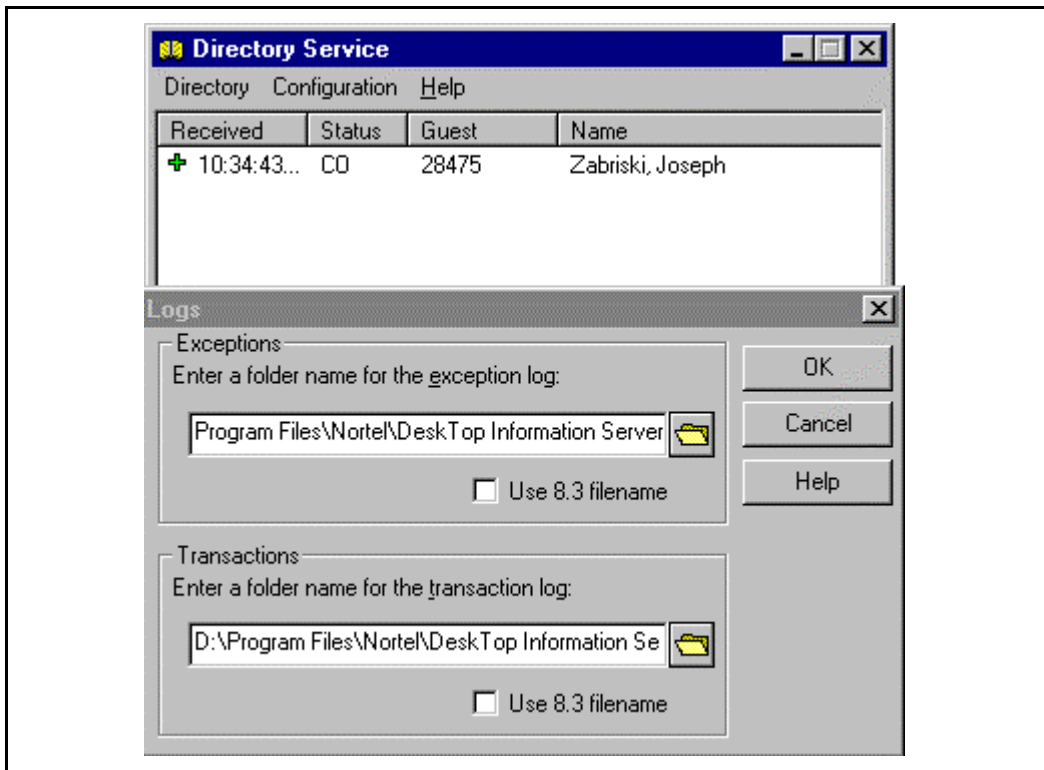 Directory Service
Directory Configuration Help
Received Status Guest Name
10:34:43... CO 28475 Zabriski, Joseph
Logs
Exceptions
Enter a folder name for the exception log:
Program Files\Nortel\DeskTop Information Server
Use 8.3 filename
OK
Cancel
Help
Transactions
Enter a folder name for the transaction log:
D:\Program Files\Nortel\DeskTop Information Se
Use 8.3 filename